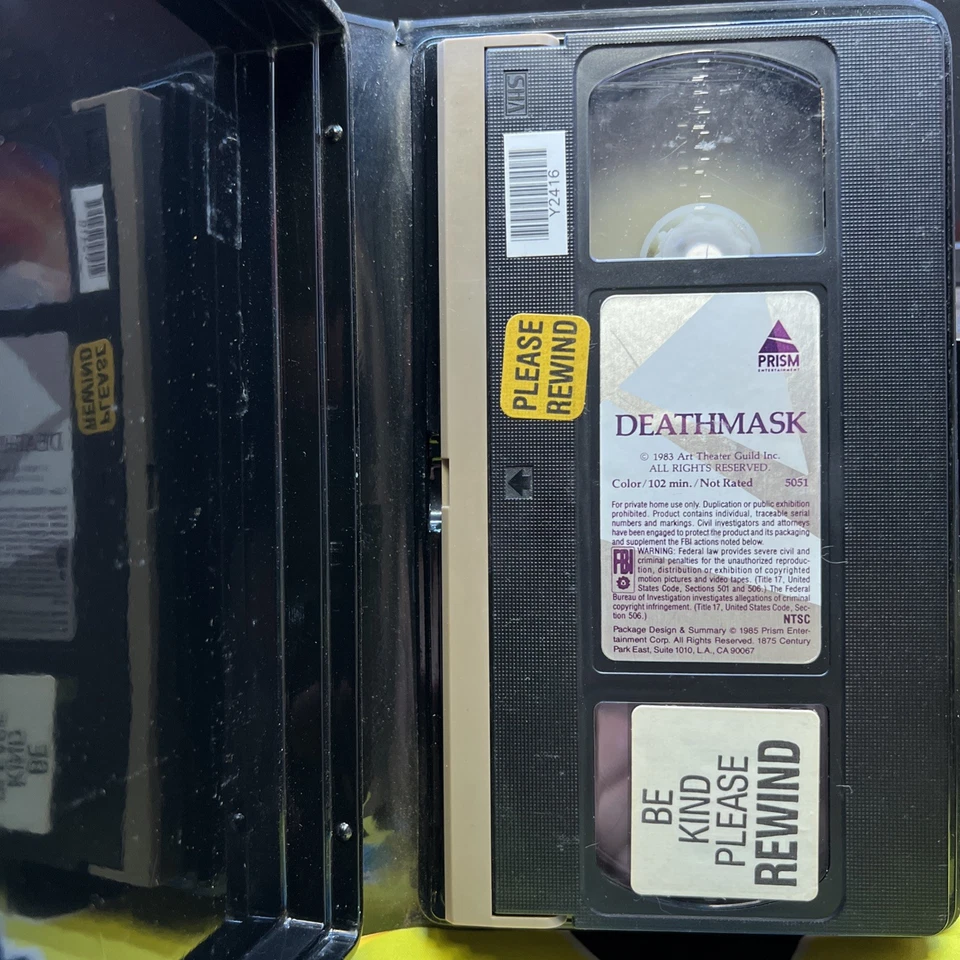 VHS
Y2416
PLEASE
REWIND
PRISM
ENTERTAINMENT
DEATHMASK
© 1983 Art Theater Guild Inc.
ALL RIGHTS RESERVED.
Color/102 min./Not Rated 5051
For private home use only. Duplication or public exhibition
prohibited. Product contains individual, traceable serial
numbers and markings. Civil investigators and attorneys
have been engaged to protect the product and its packaging
and supplement the FBI actions noted below.
FBI WARNING: Federal law provides severe civil and
criminal penalties for the unauthorized reproduc-
tion, distribution or exhibition of copyrighted
motion pictures and video tapes. (Title 17, United
States Code, Sections 501 and 506.) The Federal
Bureau of Investigation investigates allegations of criminal
copyright infringement. (Title 17, United States Code, Sec-
tion 506.)
NTSC
Package Design & Summary © 1985 Prism Enter-
tainment Corp. All Rights Reserved. 1875 Century
Park East, Suite 1010, L.A., CA 90067
BE
KIND
PLEASE
REWIND